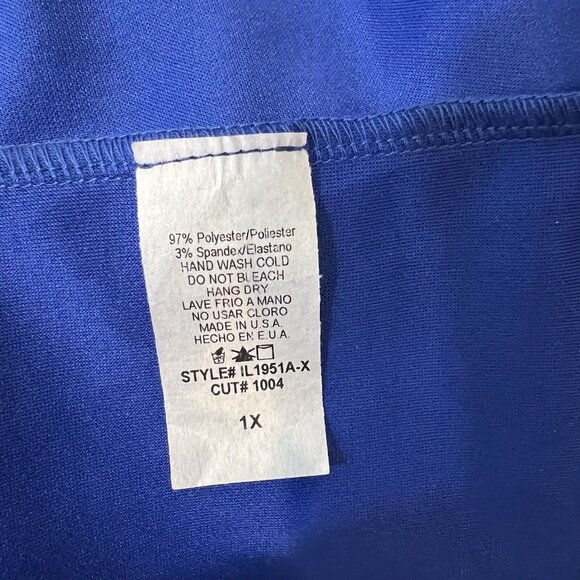 97% Polyester/Poliester
3% Spandex/Elastano
HAND WASH COLD
DO NOT BLEACH
HANG DRY
LAVE FRIO A MANO
NO USAR CLORO
MADE IN U.S.A.
HECHO EN E.U.A.
STYLE# IL1951A-X
CUT# 1004
1X